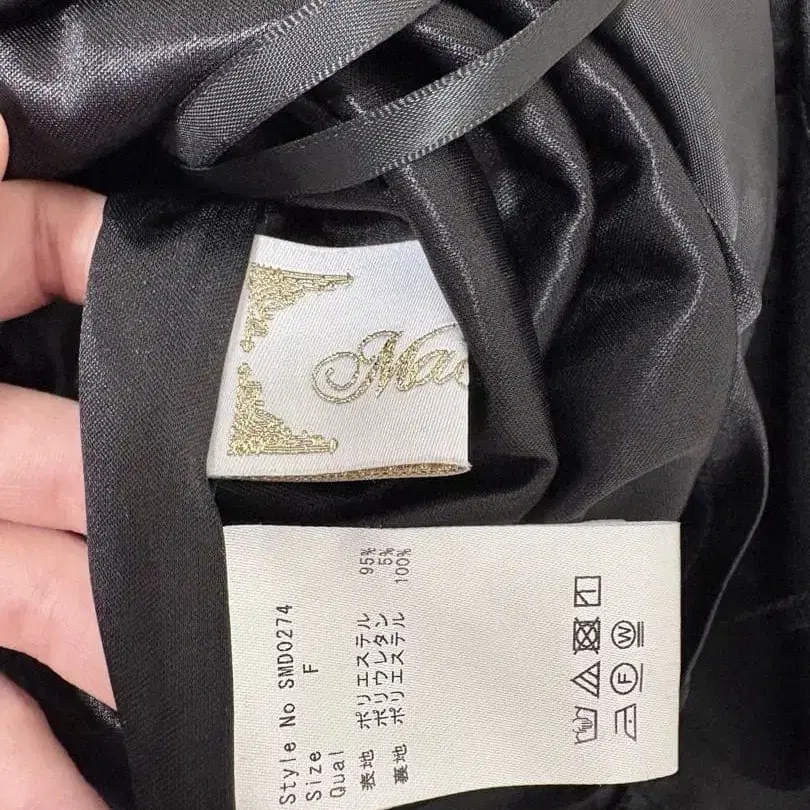 Mac
Style No SMD0274
Size F
Qual
表地 ポリエステル 95%
ポリウレタン 5%
裏地 ポリエステル 100%
F W